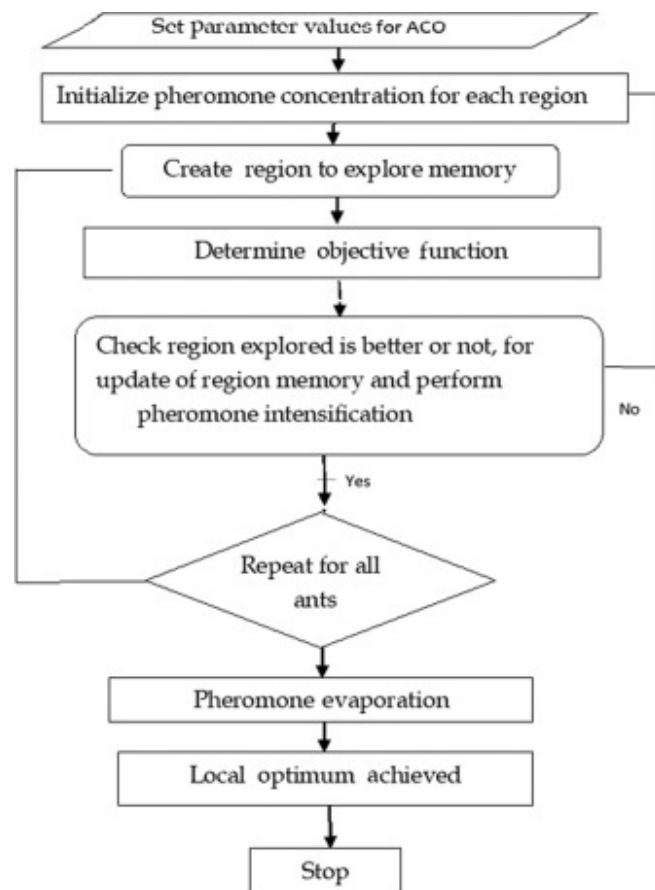 Set parameter values for ACO
Initialize pheromone concentration for each region
Create region to explore memory
Determine objective function
Check region explored is better or not, for
update of region memory and perform
pheromone intensification
No
Yes
Repeat for all
ants
Pheromone evaporation
Local optimum achieved
Stop